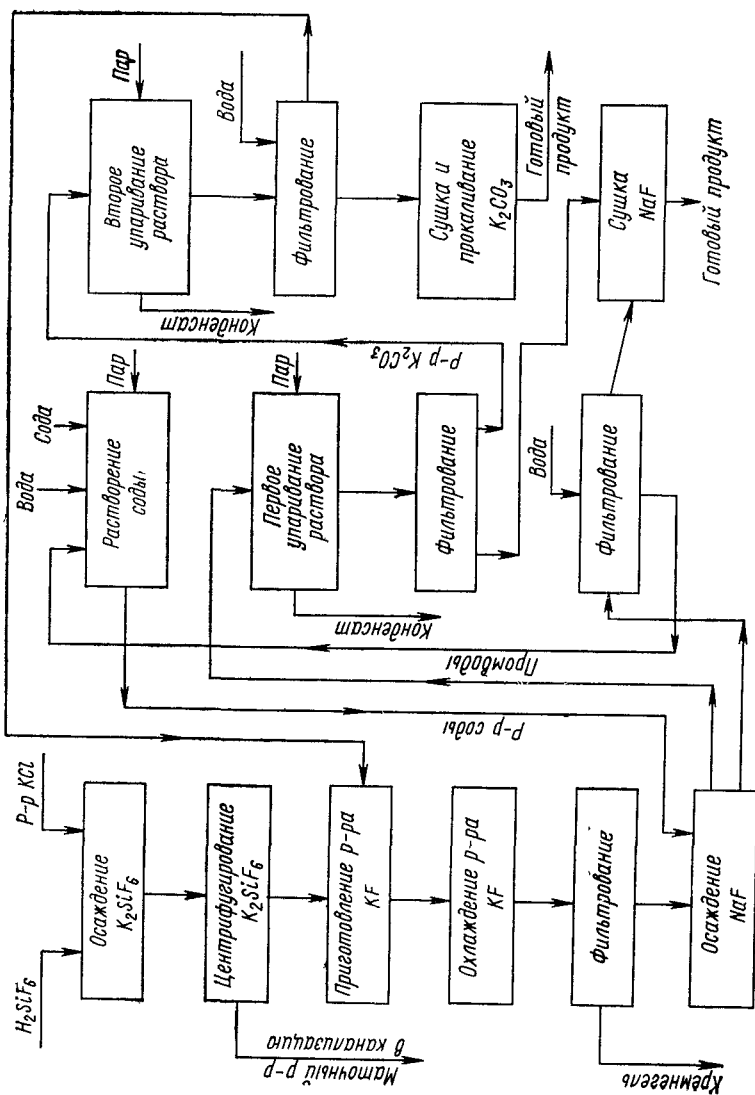 H₂SiF₆
Р-р KCl
Осаждение
K₂SiF₆
Центрифугирование
K₂SiF₆
Маточный р-р
в канализацию
Приготовление р-ра
KF
Охлаждение р-ра
KF
Фильтрование
Кремнегель
Осаждение
NaF
Вода
Сода
Пар
Растворение
соды
Р-р соды
Промводы
Первое
упаривание
раствора
Пар
Конденсат
Фильтрование
Р-р K₂CO₃
Вода
Фильтрование
Второе
упаривание
раствора
Пар
Конденсат
Вода
Фильтрование
Сушка и
прокаливание
K₂CO₃
Готовый
продукт
Сушка
NaF
Готовый продукт